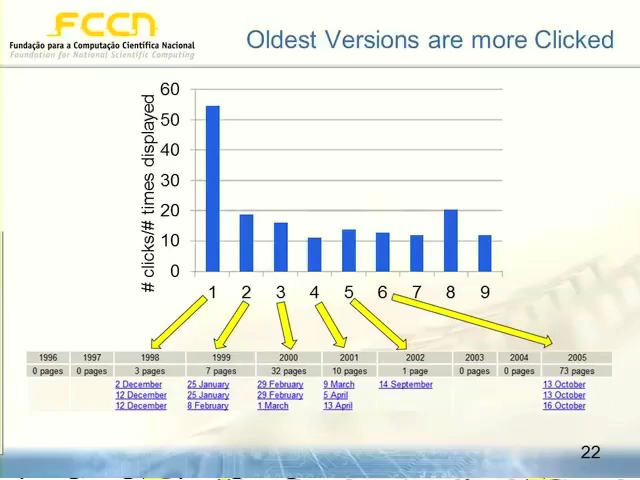 FCCN
Fundação para a Computação Científica Nacional
Foundation for National Scientific Computing
Oldest Versions are more Clicked
# clicks/# times displayed
60
50
40
30
20
10
0
1 2 3 4 5 6 7 8 9
1996 1997 1998 1999 2000 2001 2002 2003 2004 2005
0 pages 0 pages 3 pages 7 pages 32 pages 10 pages 1 page 0 pages 0 pages 73 pages
2 December 25 January 29 February 9 March 14 September 13 October
12 December 25 January 29 February 5 April 13 October
12 December 8 February 1 March 13 April 16 October
22